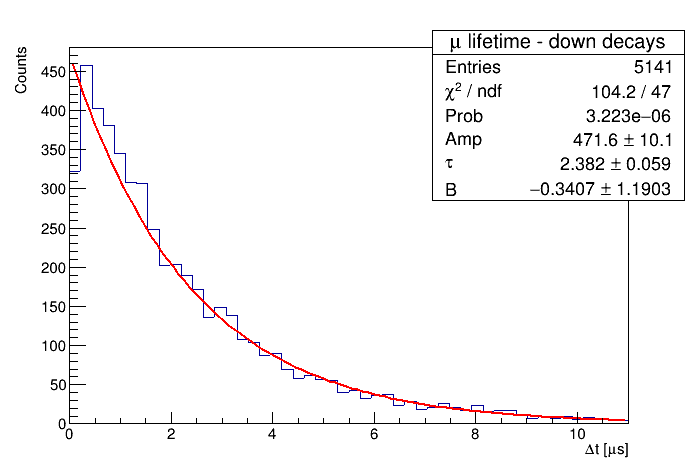 μ lifetime - down decays
Entries 5141
χ² / ndf 104.2 / 47
Prob 3.223e−06
Amp 471.6 ± 10.1
τ 2.382 ± 0.059
B −0.3407 ± 1.1903
Counts
450
400
350
300
250
200
150
100
50
0
0 2 4 6 8 10
Δt [μs]